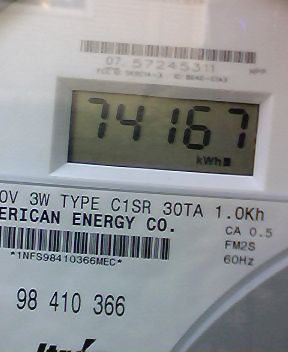 07. 57245311
74167
kWh
0V 3W TYPE C1SR 30TA 1.0Kh
ERICAN ENERGY CO.
CA 0.5
FM2S
*1NFS98410366MEC*
60Hz
98 410 366